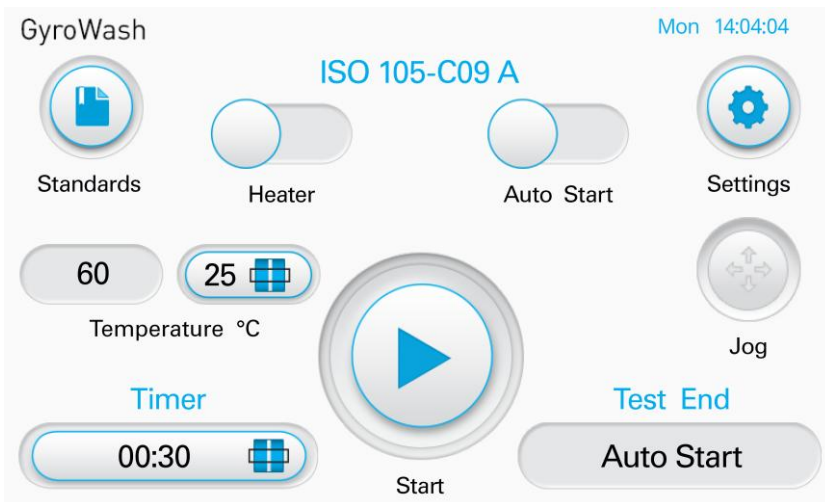 GyroWash
Mon 14:04:04
ISO 105-C09 A
Standards
Heater
Auto Start
Settings
60
25
Temperature °C
Jog
Timer
Test End
00:30
Auto Start
Start